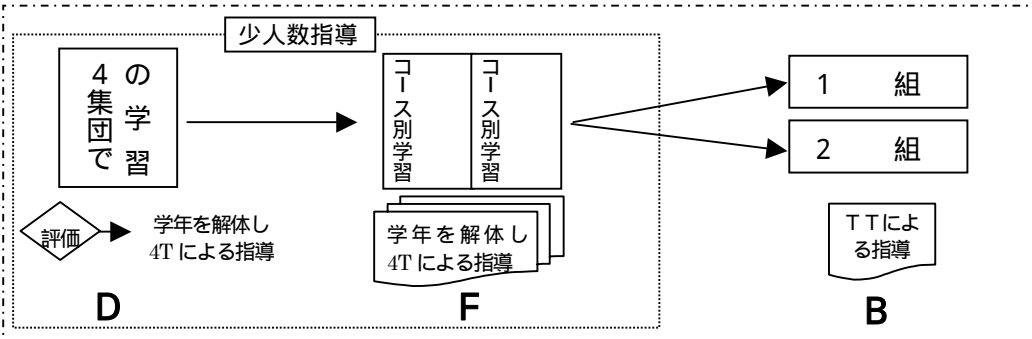 少人数指導
4集団で
の学習
コース別学習
コース別学習
1 組
2 組
評価
学年を解体し
4Tによる指導
学年を解体し
4Tによる指導
TTによ
る指導
D
F
B